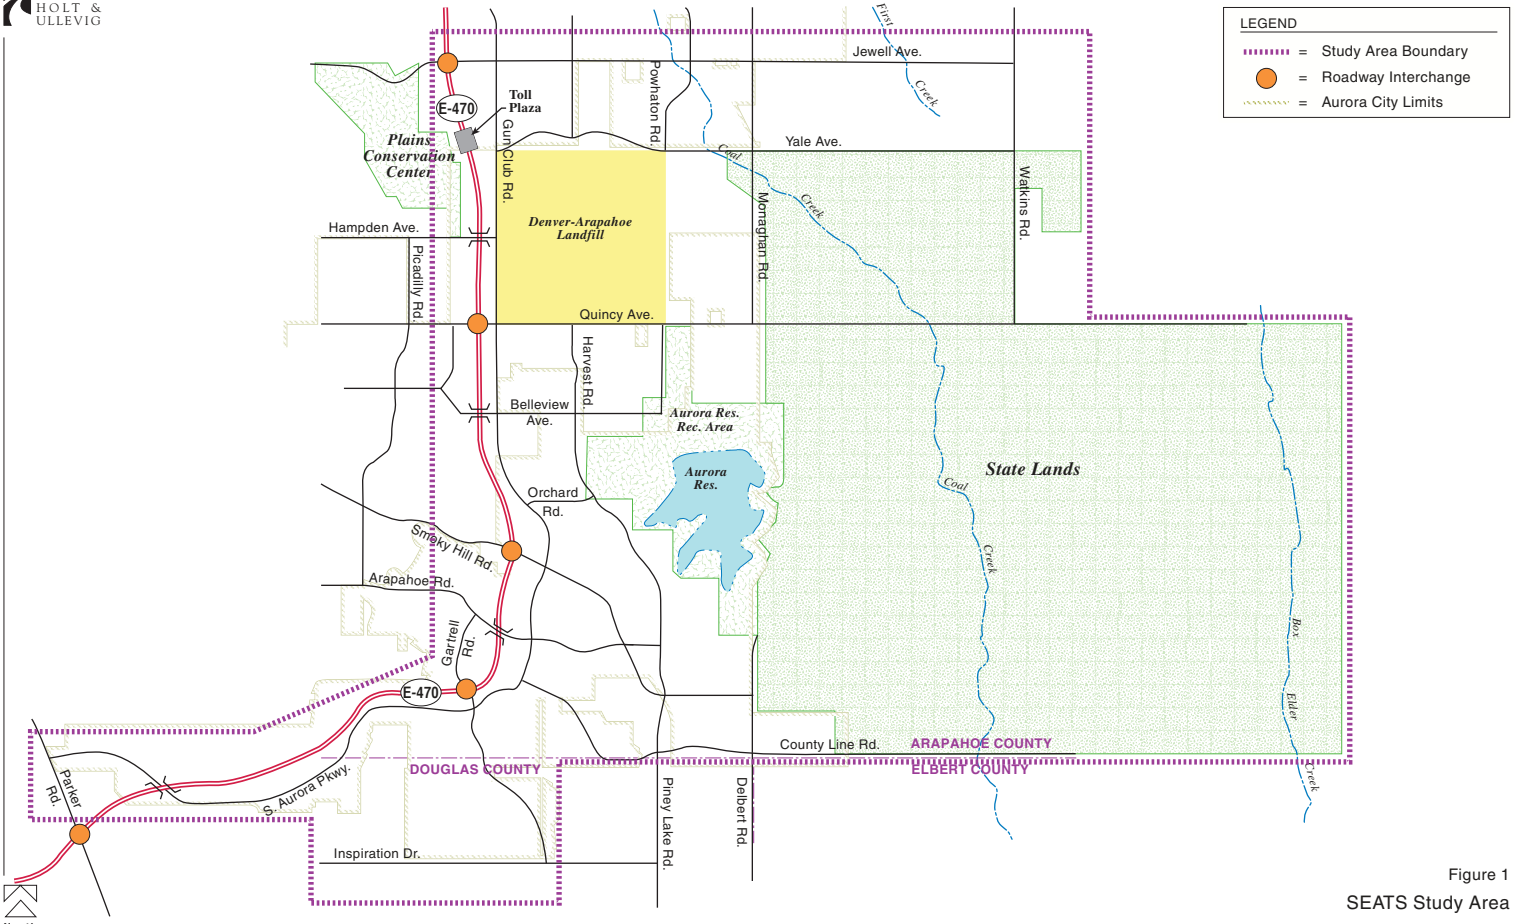 HOLT &
ULLEVIG
LEGEND
= Study Area Boundary
= Roadway Interchange
= Aurora City Limits
First
Creek
Jewell Ave.
E-470
Toll
Plaza
Gun Club Rd.
Powhaton Rd.
Yale Ave.
Coal
Creek
Plains
Conservation
Center
Hampden Ave.
Picadilly Rd.
Denver-Arapahoe
Landfill
Monaghan Rd.
Watkins Rd.
Quincy Ave.
Harvest Rd.
Belleview
Ave.
Aurora Res.
Rec. Area
Aurora
Res.
State Lands
Coal
Creek
Orchard
Rd.
Smoky Hill Rd.
Arapahoe Rd.
Gartrell
Rd.
Box
Elder
Creek
E-470
County Line Rd.
ARAPAHOE COUNTY
DOUGLAS COUNTY
ELBERT COUNTY
Parker
Rd.
S. Aurora Pkwy.
Piney Lake Rd.
Delbert Rd.
Inspiration Dr.
Figure 1
SEATS Study Area